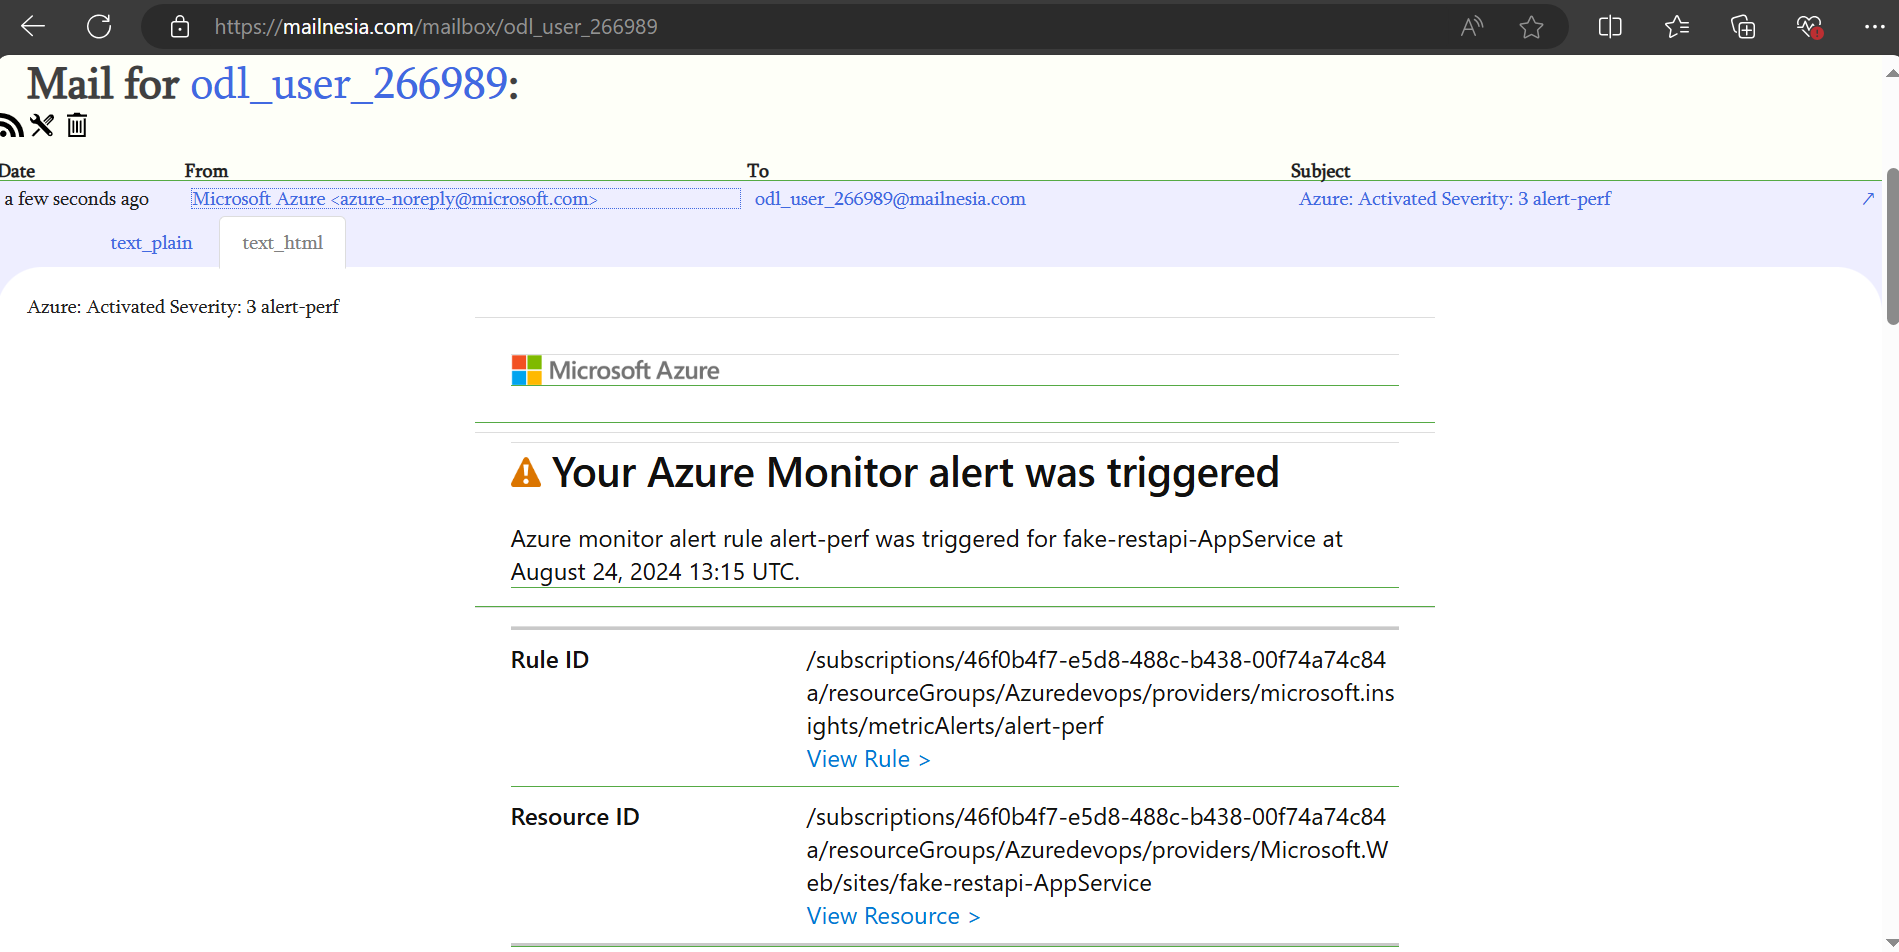 https://mailnesia.com/mailbox/odl_user_266989
Mail for odl_user_266989:
Date From To Subject
a few seconds ago Microsoft Azure <azure-noreply@microsoft.com> odl_user_266989@mailnesia.com Azure: Activated Severity: 3 alert-perf
text_plain text_html
Azure: Activated Severity: 3 alert-perf
Microsoft Azure
Your Azure Monitor alert was triggered
Azure monitor alert rule alert-perf was triggered for fake-restapi-AppService at
August 24, 2024 13:15 UTC.
Rule ID /subscriptions/46f0b4f7-e5d8-488c-b438-00f74a74c84
a/resourceGroups/Azuredevops/providers/microsoft.ins
ights/metricAlerts/alert-perf
View Rule >
Resource ID /subscriptions/46f0b4f7-e5d8-488c-b438-00f74a74c84
a/resourceGroups/Azuredevops/providers/Microsoft.W
eb/sites/fake-restapi-AppService
View Resource >